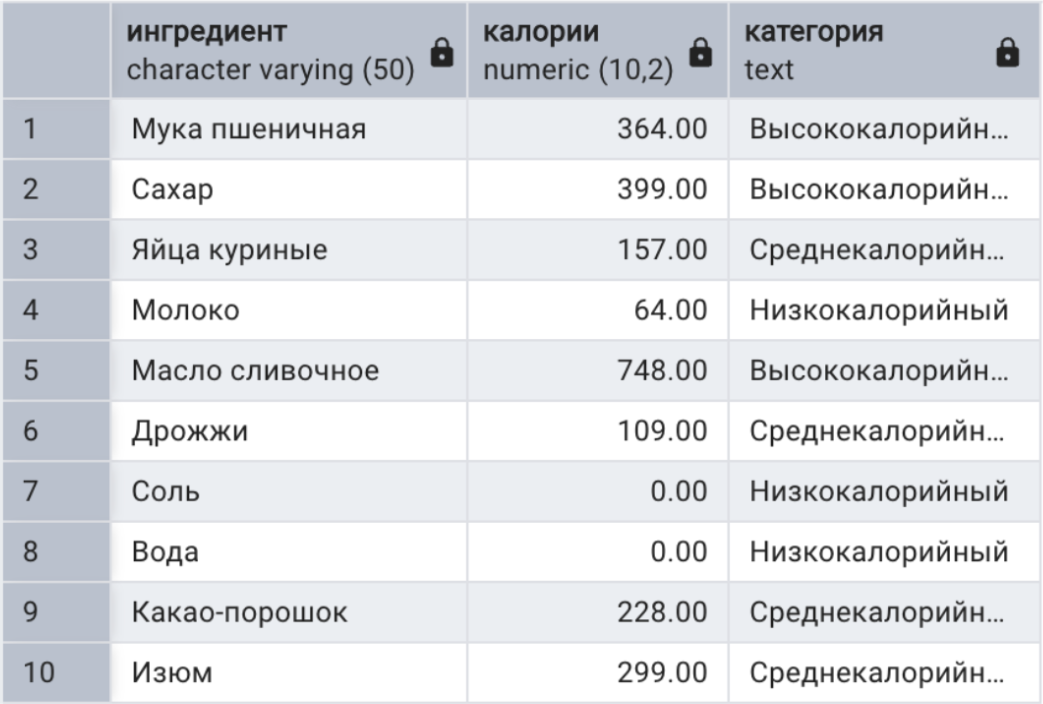 ингредиент калории категория
character varying (50) numeric (10,2) text
1 Мука пшеничная 364.00 Высококалорийн...
2 Сахар 399.00 Высококалорийн...
3 Яйца куриные 157.00 Среднекалорийн...
4 Молоко 64.00 Низкокалорийный
5 Масло сливочное 748.00 Высококалорийн...
6 Дрожжи 109.00 Среднекалорийн...
7 Соль 0.00 Низкокалорийный
8 Вода 0.00 Низкокалорийный
9 Какао-порошок 228.00 Среднекалорийн...
10 Изюм 299.00 Среднекалорийн...